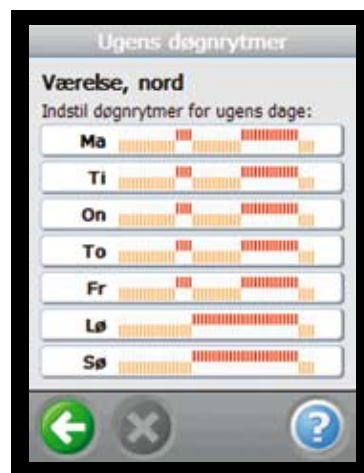 Ugens døgnrytmer
Værelse, nord
Indstil døgnrytmer for ugens dage:
Ma
Ti
On
To
Fr
Lø
Sø
?